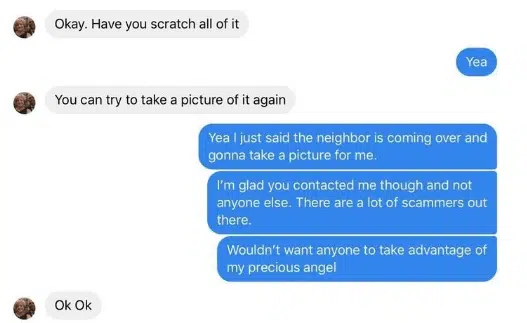 Okay. Have you scratch all of it
Yea
You can try to take a picture of it again
Yea I just said the neighbor is coming over and
gonna take a picture for me.
I'm glad you contacted me though and not
anyone else. There are a lot of scammers out
there.
Wouldn't want anyone to take advantage of
my precious angel
Ok Ok